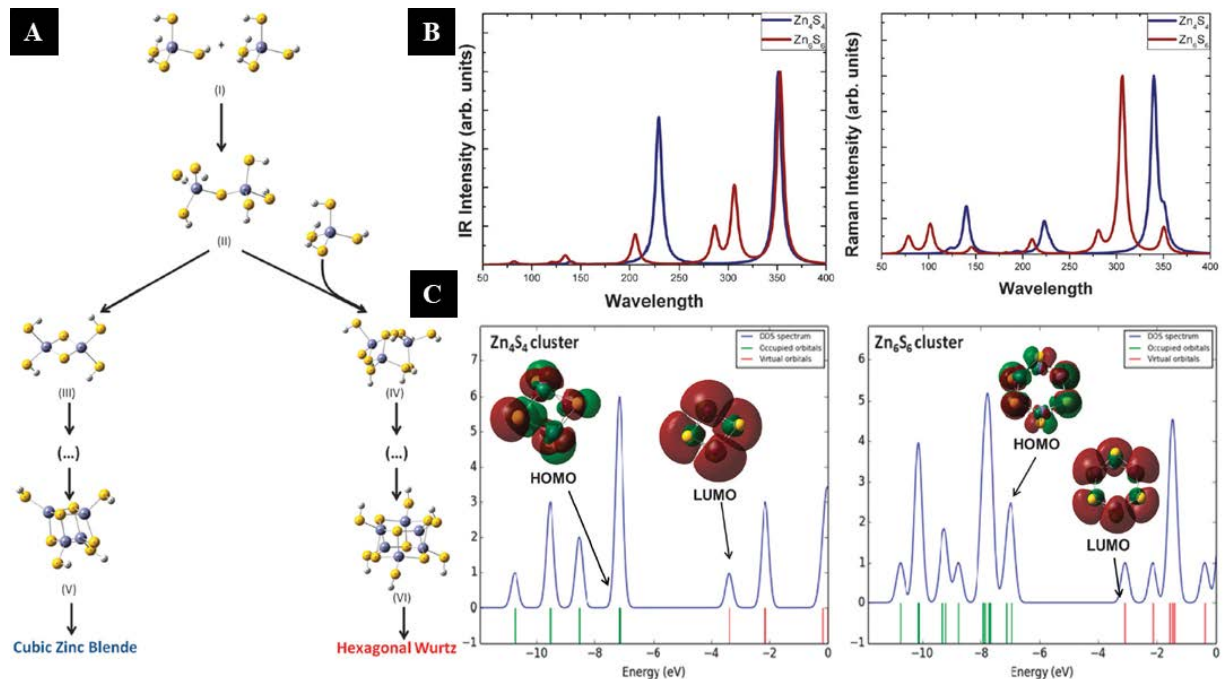 A
+
(I)
(II)
(III)
(IV)
(...)
(...)
(V)
(VI)
Cubic Zinc Blende
Hexagonal Wurtz
B
IR Intensity (arb. units)
Zn4S4
Zn6S6
50 100 150 200 250 300 350 400
Wavelength
Raman Intensity (arb. units)
Zn4S4
Zn6S6
50 100 150 200 250 300 350 400
Wavelength
C
Zn4S4 cluster
DOS spectrum
Occupied orbitals
Virtual orbitals
HOMO
LUMO
7
6
5
4
3
2
1
0
−1
−10 −8 −6 −4 −2 0
Energy (eV)
Zn6S6 cluster
DOS spectrum
Occupied orbitals
Virtual orbitals
HOMO
LUMO
6
5
4
3
2
1
0
−1
−10 −8 −6 −4 −2 0
Energy (eV)